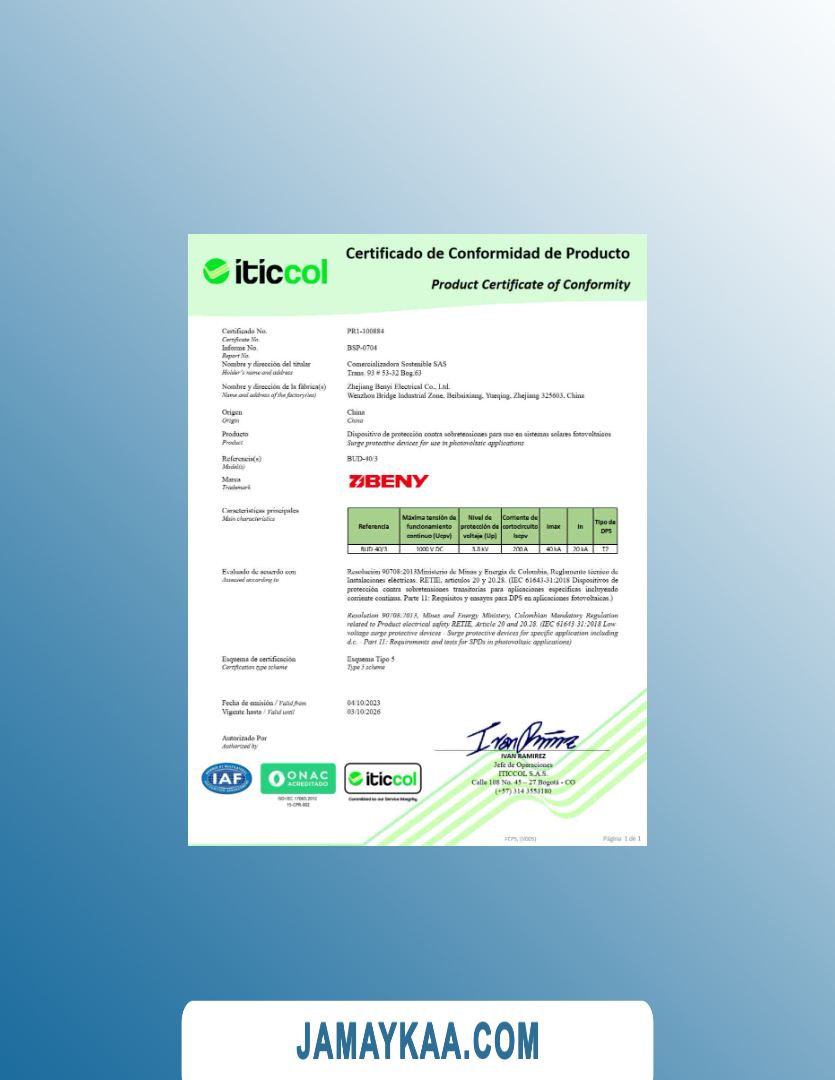 iticcol
Certificado de Conformidad de Producto
Product Certificate of Conformity
Certificado No.
PR1-100884
Certificate No.
Informe No.
BSP-0704
Report No.
Nombre y dirección del titular
Comercializadora Sostenible SAS
Holder's name and address
Trans. 93 # 53-32 Bog.63
Nombre y dirección de la fábrica(s)
Zhejiang Benyi Electrical Co., Ltd.
Name and address of the factory(ies)
Wenzhou Bridge Industrial Zone, Beibaixiang, Yueqing, Zhejiang 325603, China
Origen
China
Origin
China
Producto
Dispositivo de protección contra sobretensiones para uso en sistemas solares fotovoltaicos
Product
Surge protective devices for use in photovoltaic applications
Referencia(s)
BUD-40/3
Model(s)
Marca
BENY
Trademark
Características principales
Main characteristics
Referencia
Máxima tensión de funcionamiento continuo (Ucpv)
Nivel de protección de voltaje (Up)
Corriente de cortocircuito Iscpv
Imax
In
Tipo de DPS
BUD-40/3
1000 V DC
3.8 kV
200 A
40 kA
20 kA
T2
Evaluado de acuerdo con
Assessed according to
Resolución 90708:2013Ministerio de Minas y Energía de Colombia, Reglamento técnico de
Instalaciones eléctricas. RETIE, artículos 20 y 20.28. (IEC 61643-31:2018 Dispositivos de
protección contra sobretensiones transitorias para aplicaciones específicas incluyendo
corriente continua. Parte 11: Requisitos y ensayos para DPS en aplicaciones fotovoltaicas.)
Resolution 90708:2013, Mines and Energy Ministery, Colombian Mandatory Regulation
related to Product electrical safety RETIE, Article 20 and 20.28. (IEC 61643-31:2018 Low-
voltage surge protective devices - Surge protective devices for specific application including
d.c. - Part 11: Requirements and tests for SPDs in photovoltaic applications)
Esquema de certificación
Esquema Tipo 5
Certification type scheme
Type 5 scheme
Fecha de emisión / Valid from
04/10/2023
Vigente hasta / Valid until
03/10/2026
Autorizado Por
Authorized by
Ivan Ramirez
IVAN RAMIREZ
Jefe de Operaciones
ITICCOL S.A.S.
Calle 108 No. 45 – 27 Bogotá - CO
(+57) 314 3553180
IAF
ONAC
ACREDITADO
ISO/IEC 17065:2012
15-CPR-002
iticcol
Committed to our Service Integrity
Página 1 de 1
JAMAYKAA.COM